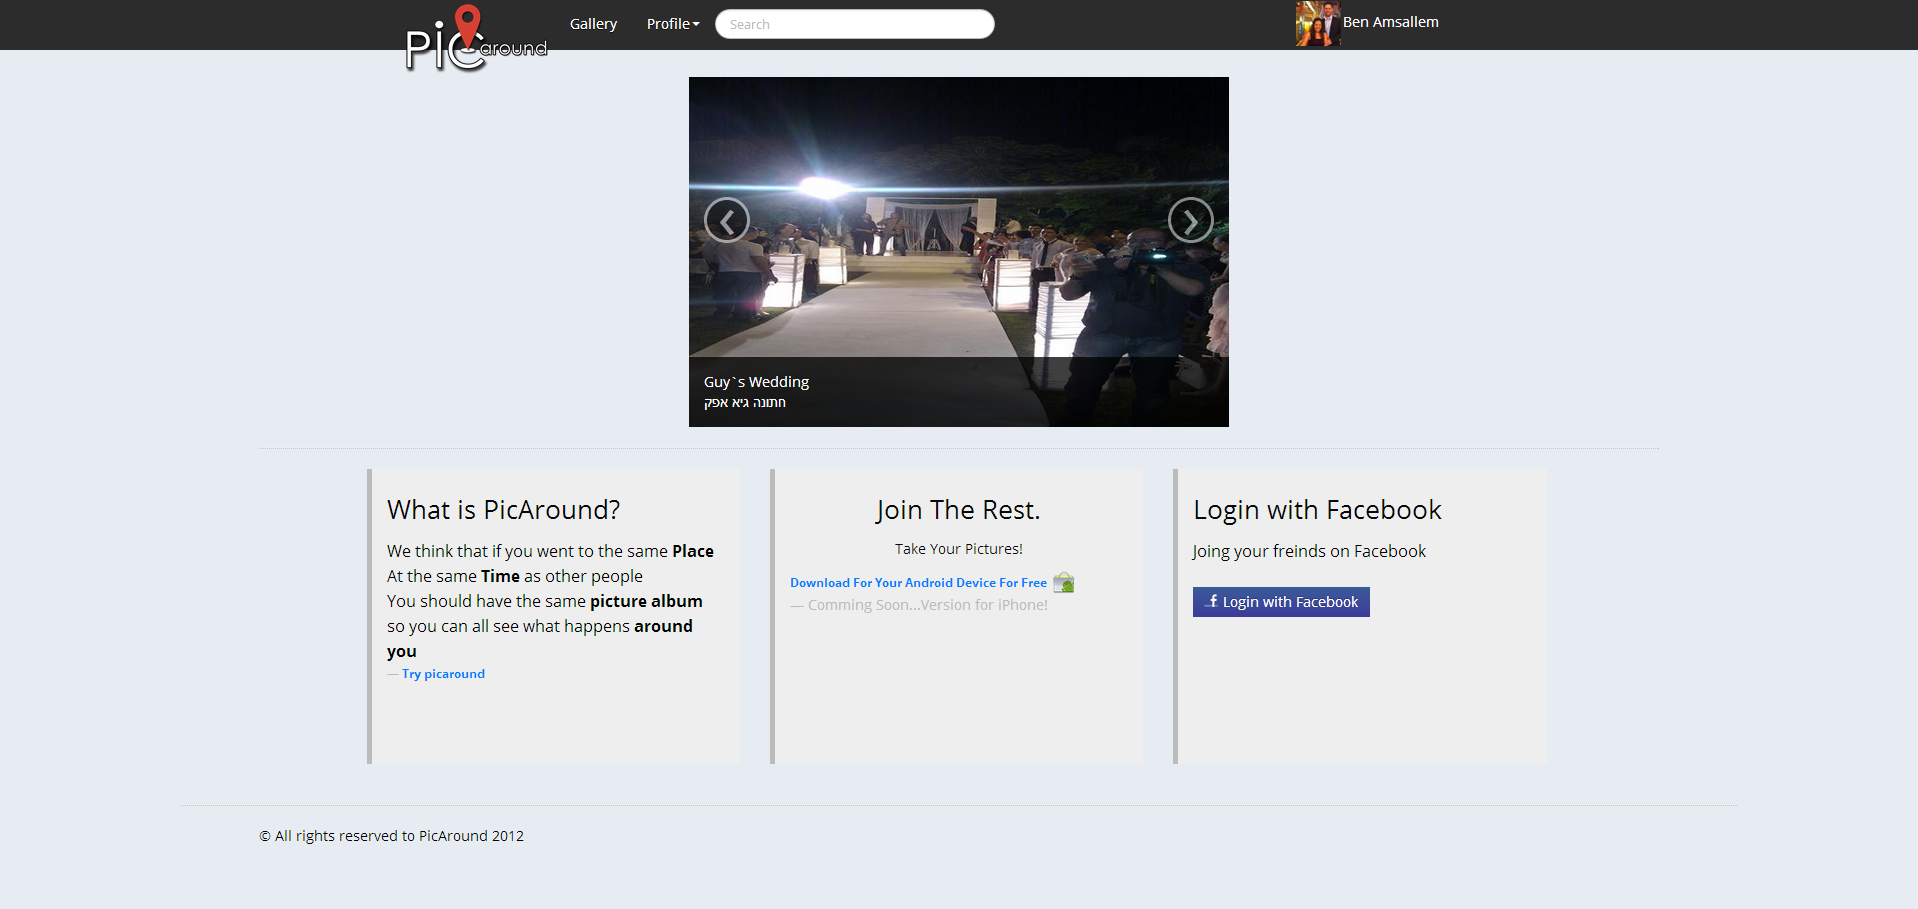 PiCaround
Gallery
Profile
Search
Ben Amsallem
Guy`s Wedding
חתונה גיא אפק
What is PicAround?
We think that if you went to the same Place
At the same Time as other people
You should have the same picture album
so you can all see what happens around
you
— Try picaround
Join The Rest.
Take Your Pictures!
Download For Your Android Device For Free
— Comming Soon...Version for iPhone!
Login with Facebook
Joing your freinds on Facebook
f Login with Facebook
© All rights reserved to PicAround 2012